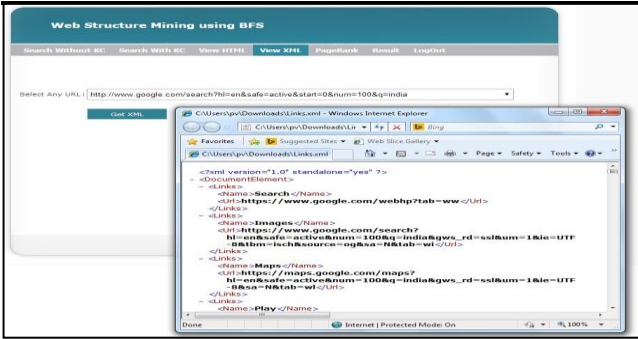 Web Structure Mining using BFS
Search Without KC Search With KC View HTML View XML PageRank Result LogOut
Select Any URL: http://www.google.com/search?hl=en&safe=active&start=0&num=100&q=india
Get XML
C:\Users\pv\Downloads\Links.xml - Windows Internet Explorer
C:\Users\pv\Downloads\Lin Bing
Favorites Suggested Sites Web Slice Gallery
C:\Users\pv\Downloads\Links.xml Page Safety Tools
<?xml version="1.0" standalone="yes" ?>
- <DocumentElement>
- <Links>
<Name>Search</Name>
<Url>https://www.google.com/webhp?tab=ww</Url>
</Links>
- <Links>
<Name>Images</Name>
<Url>https://www.google.com/search?
hl=en&safe=active&num=100&q=india&gws_rd=ssl&um=1&ie=UTF
-8&tbm=isch&source=og&sa=N&tab=wi</Url>
</Links>
- <Links>
<Name>Maps</Name>
<Url>https://maps.google.com/maps?
hl=en&safe=active&num=100&q=india&gws_rd=ssl&um=1&ie=UTF
-8&sa=N&tab=wl</Url>
</Links>
- <Links>
<Name>Play</Name>
Done Internet | Protected Mode: On 100%